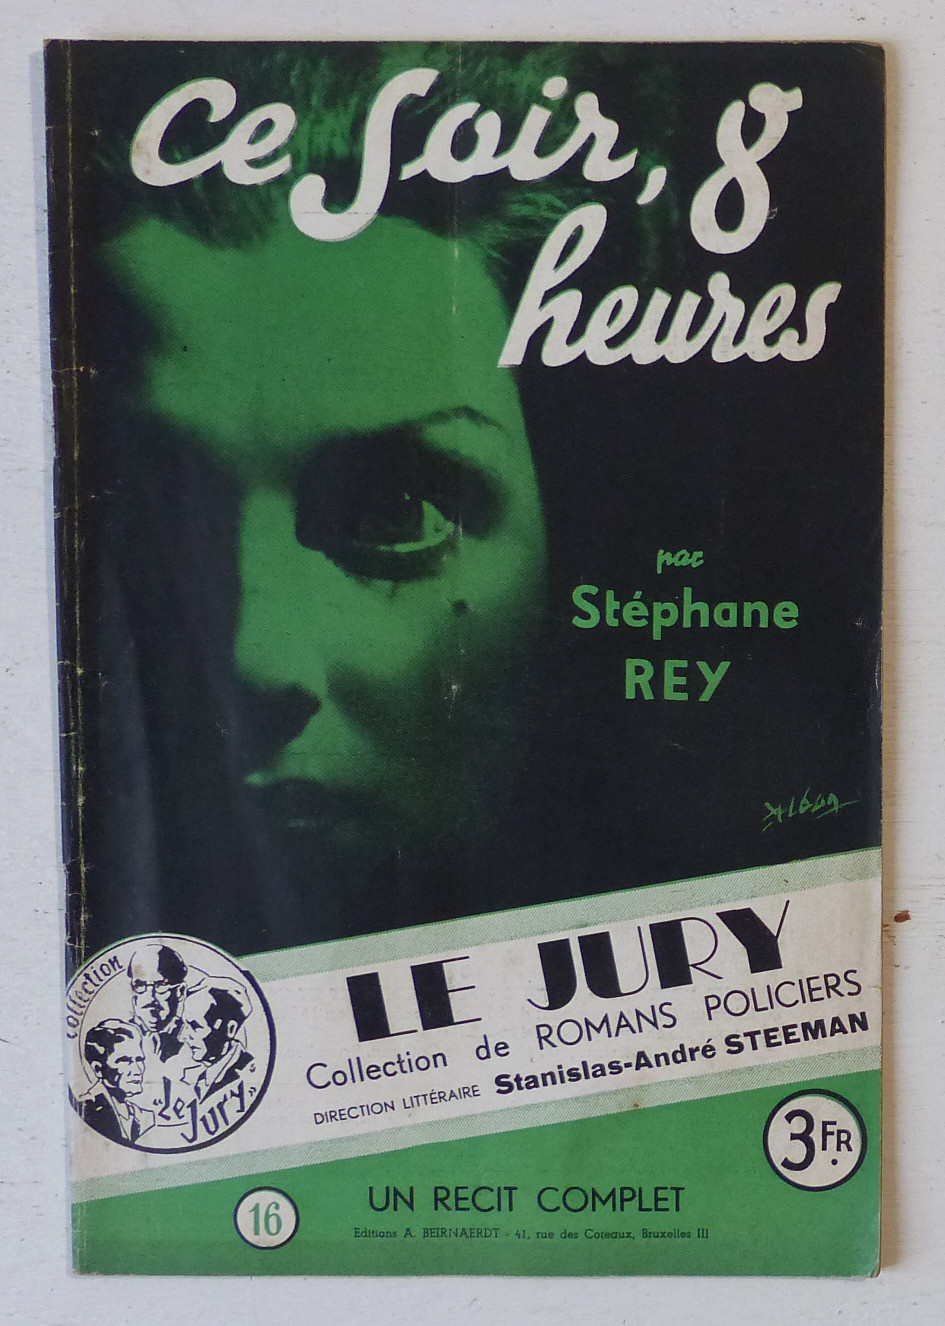 Ce Soir, 8
heures
par
Stéphane
REY
Collection
"Le
Jury"
LE JURY
Collection de ROMANS POLICIERS
DIRECTION LITTÉRAIRE Stanislas-André STEEMAN
3 FR.
16
UN RECIT COMPLET
Editions A. BEIRNAERDT - 41, rue des Coteaux, Bruxelles III